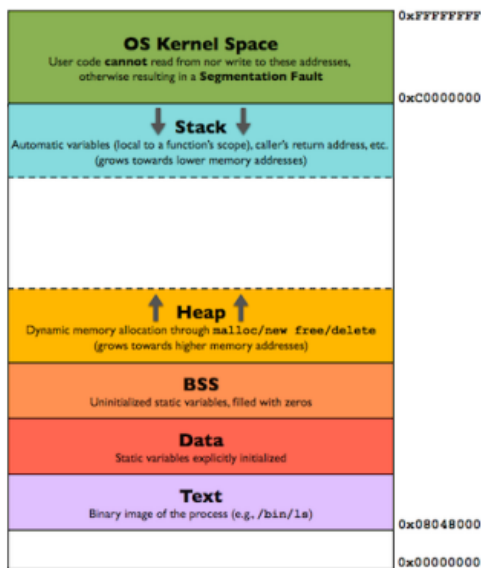 0xFFFFFFFF
OS Kernel Space
User code cannot read from nor write to these addresses,
otherwise resulting in a Segmentation Fault
0xC0000000
Stack
Automatic variables (local to a function's scope), caller's return address, etc.
(grows towards lower memory addresses)
Heap
Dynamic memory allocation through malloc/new free/delete
(grows towards higher memory addresses)
BSS
Uninitialized static variables, filled with zeros
Data
Static variables explicitly initialized
Text
Binary image of the process (e.g., /bin/ls)
0x08048000
0x00000000